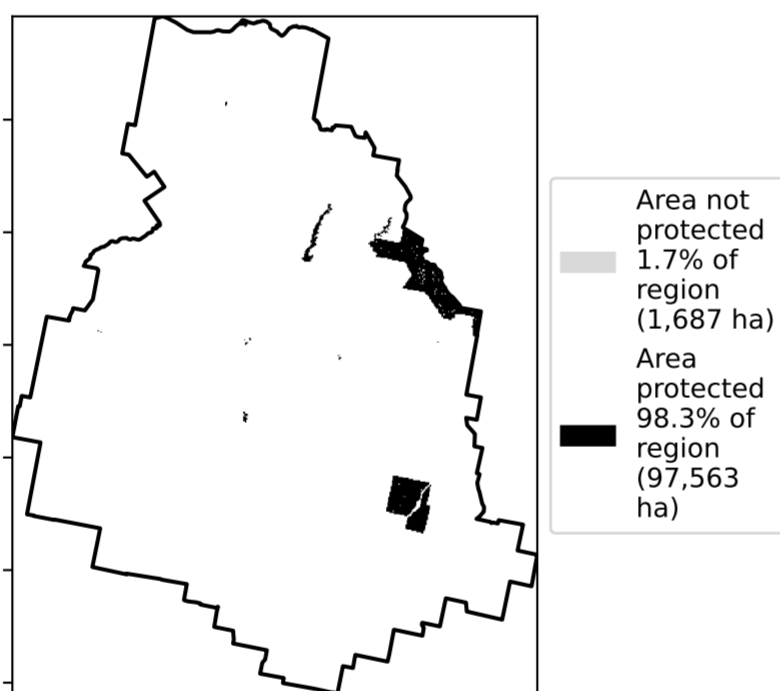 Area not
protected
1.7% of
region
(1,687 ha)
Area
protected
98.3% of
region
(97,563
ha)